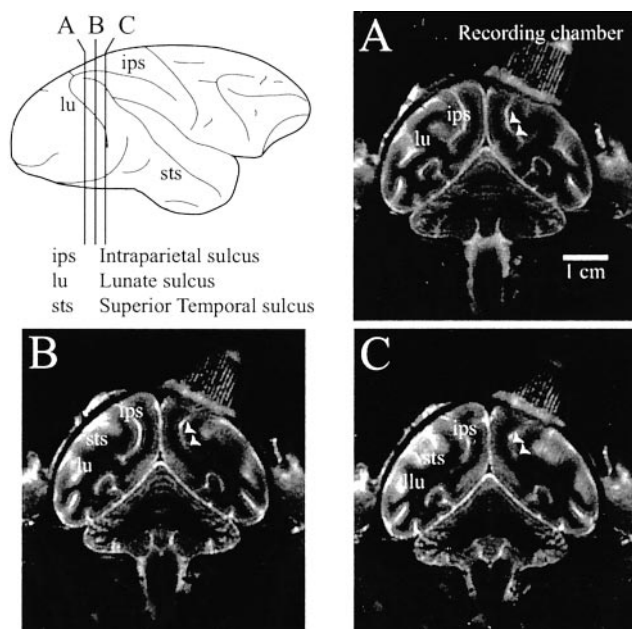 A B C
ips
lu
sts
ips Intraparietal sulcus
lu Lunate sulcus
sts Superior Temporal sulcus
A
Recording chamber
ips
lu
1 cm
B
ips
sts
lu
C
ips
sts
llu